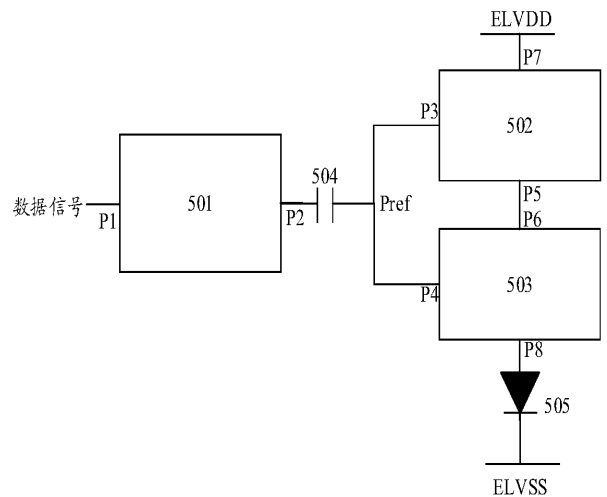 ELVDD
P7
P3
502
504
P5
数据信号
P1
501
P2
Pref
P6
P4
503
P8
505
ELVSS